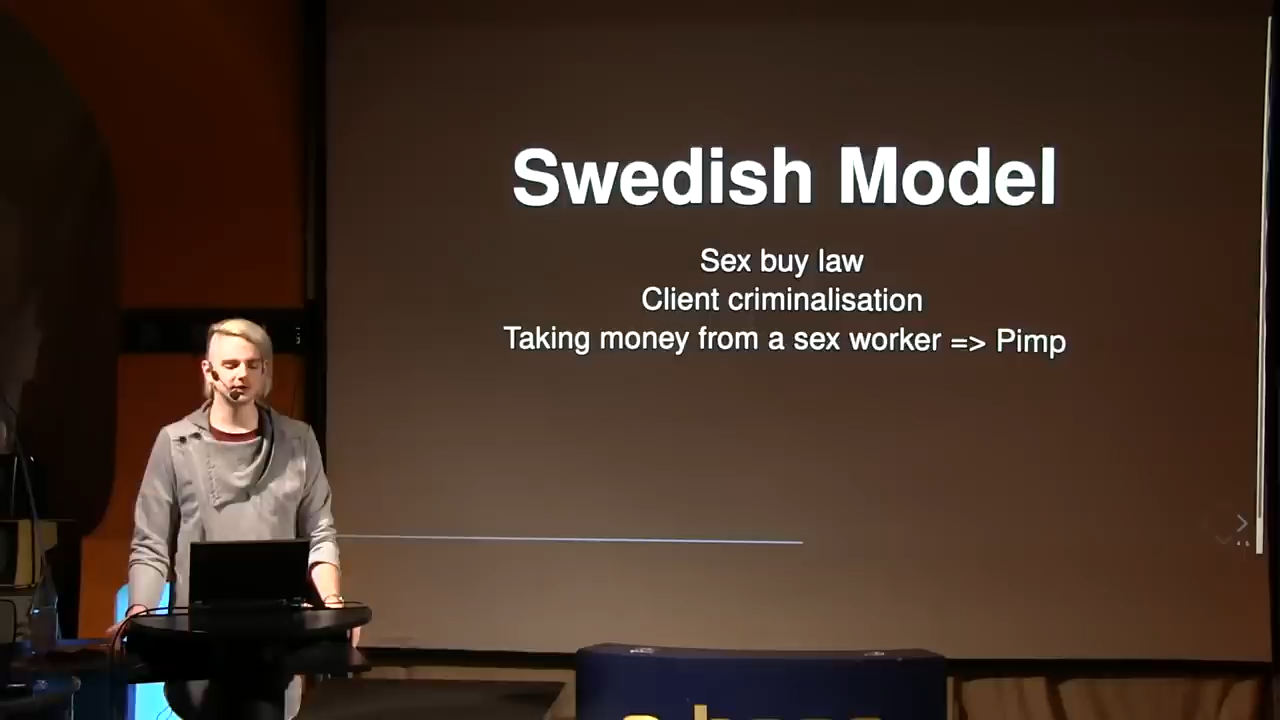 Swedish Model
Sex buy law
Client criminalisation
Taking money from a sex worker => Pimp